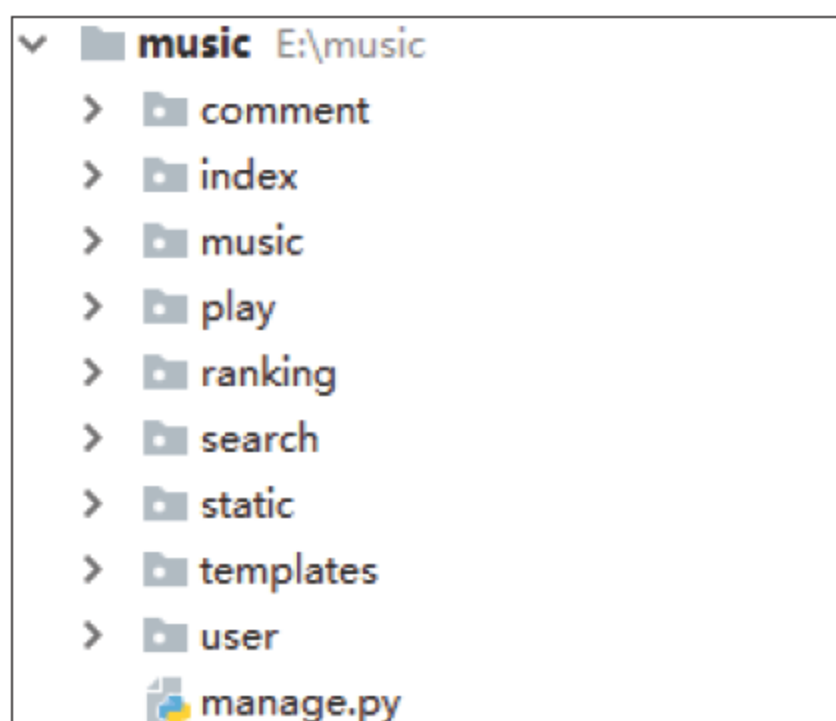 music E:\music
comment
index
music
play
ranking
search
static
templates
user
manage.py